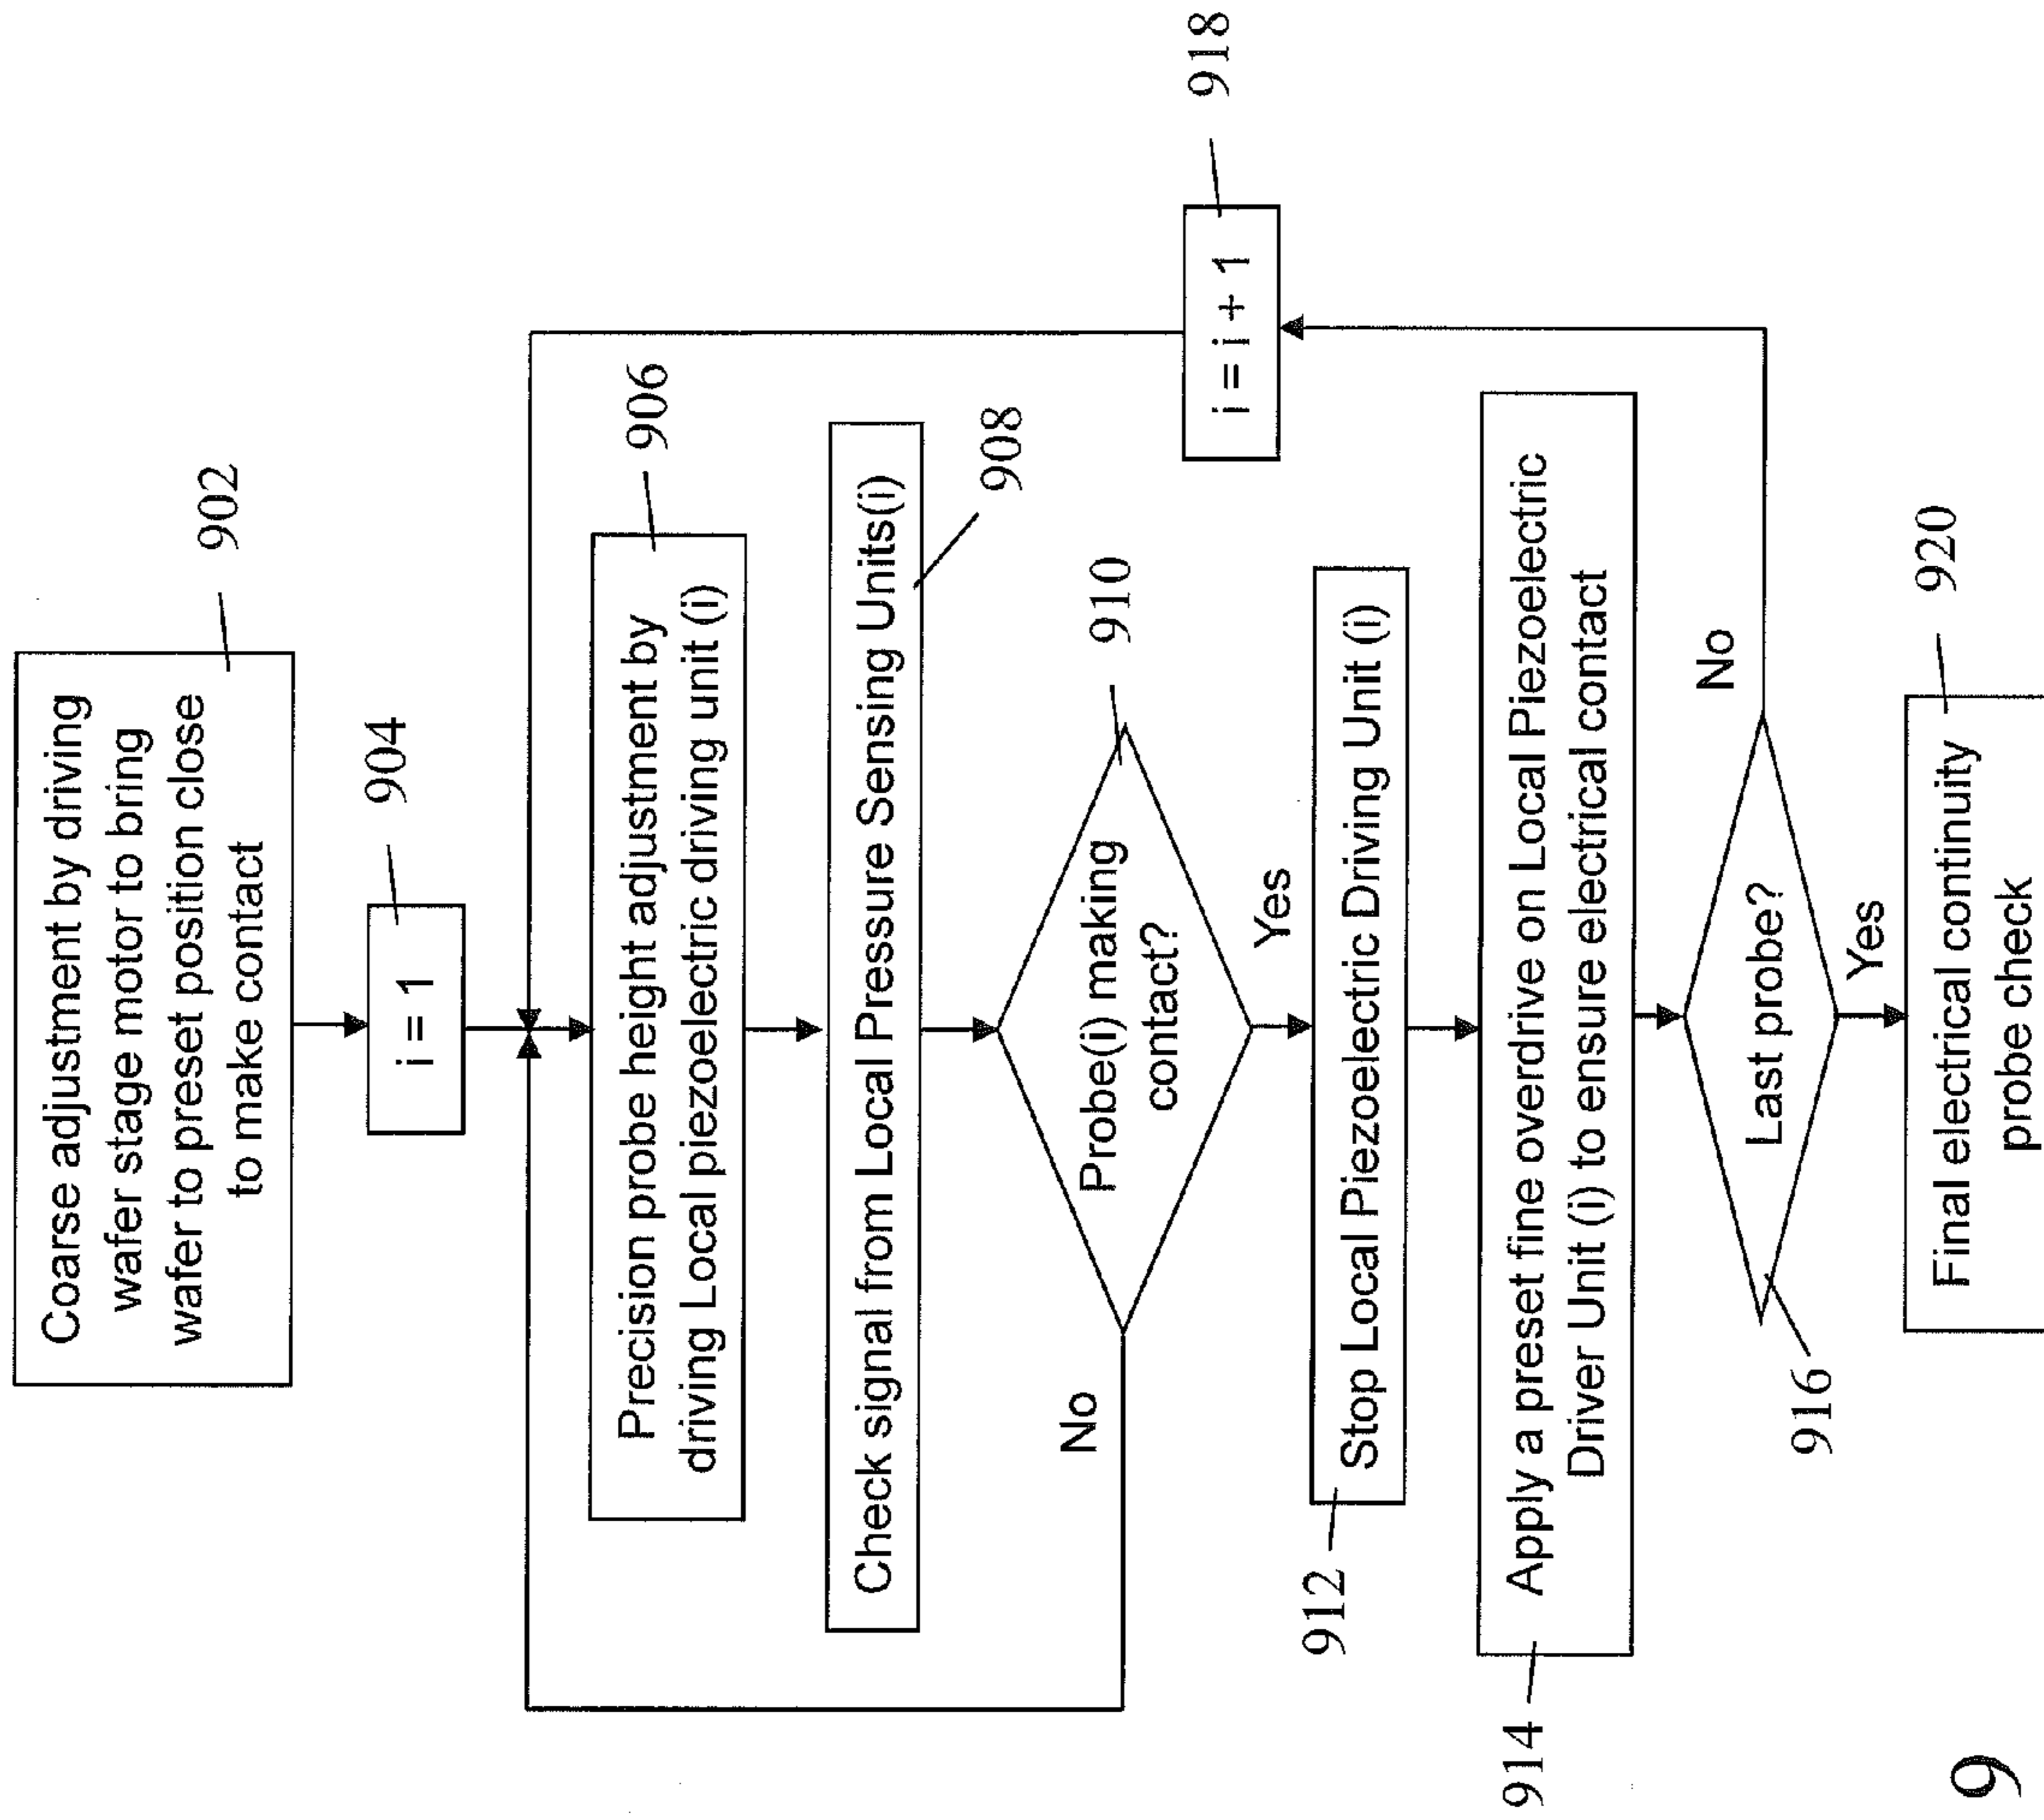 Coarse adjustment by driving
wafer stage motor to bring
wafer to preset position close
to make contact
902
i = 1
904
Precision probe height adjustment by
driving Local piezoelectric driving unit (i)
906
Check signal from Local Pressure Sensing Units(i)
908
Probe(i) making
contact?
910
No
Yes
Stop Local Piezoelectric Driving Unit (i)
912
i = i + 1
918
Apply a preset fine overdrive on Local Piezoelectric
Driver Unit (i) to ensure electrical contact
914
Last probe?
916
No
Yes
Final electrical continuity
probe check
920
9